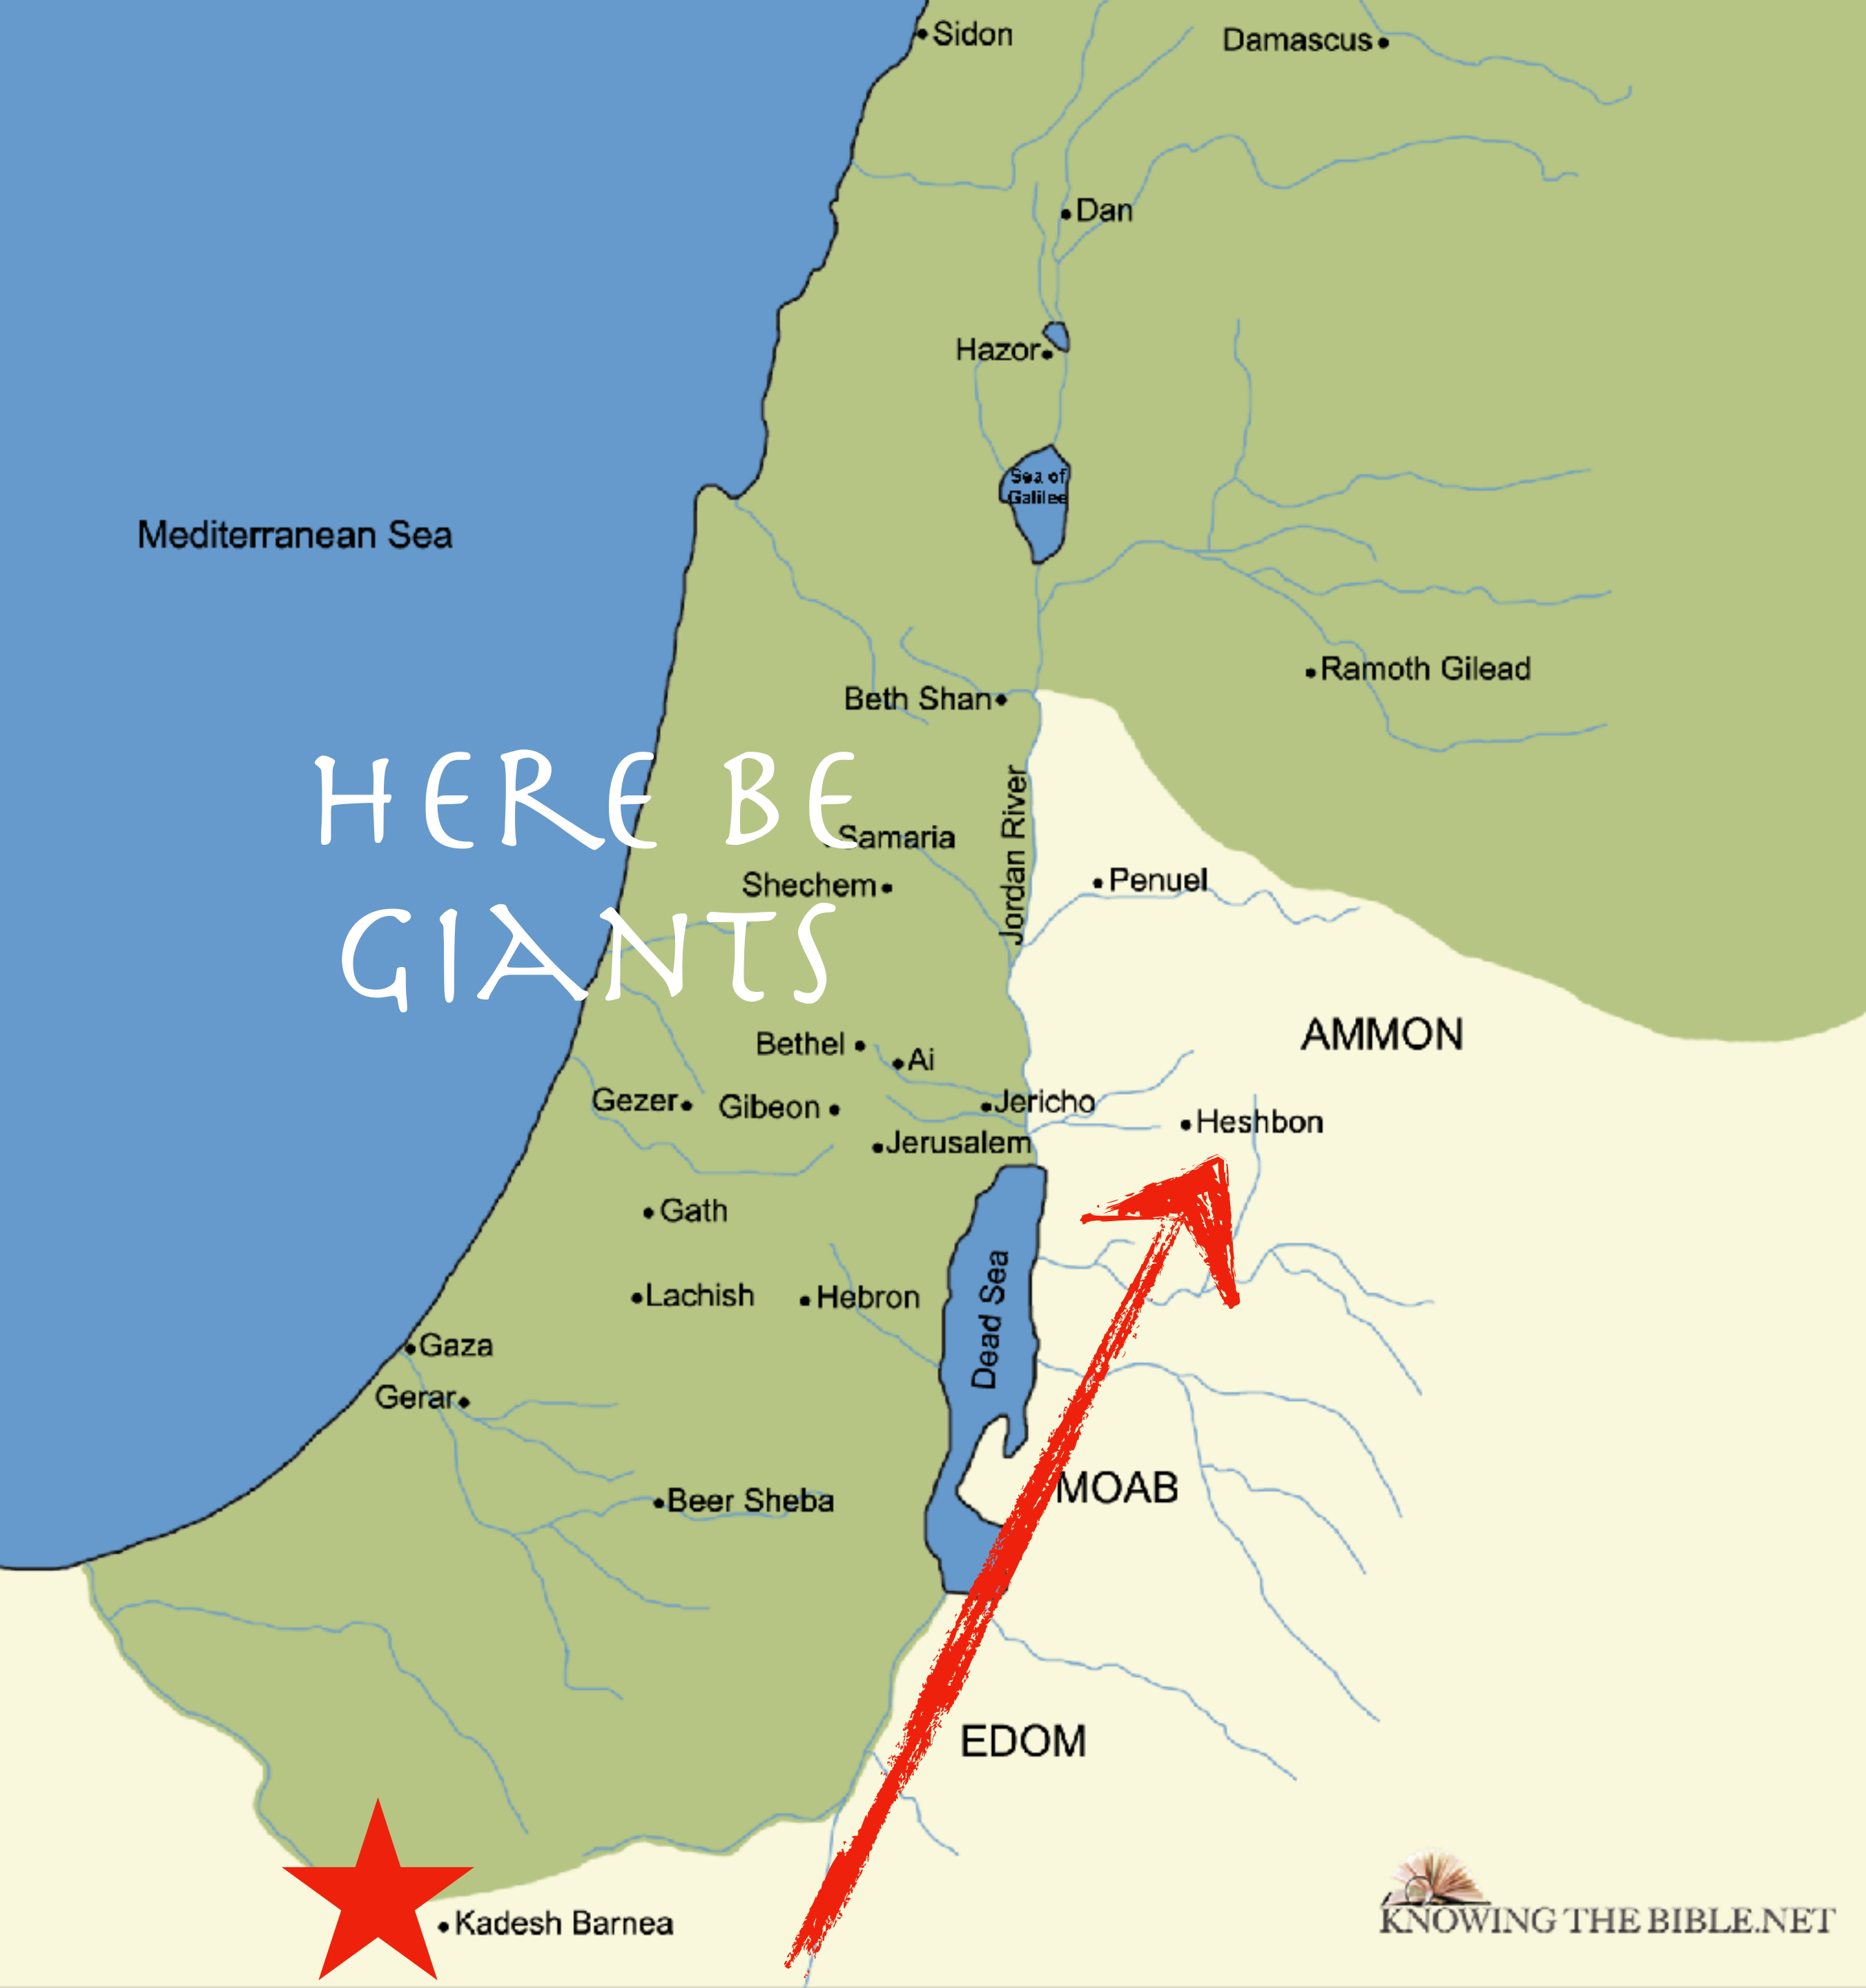 Sidon
Damascus
Dan
Hazor
Sea of
Galilee
Mediterranean Sea
Ramoth Gilead
Beth Shan
HERE BE
GIANTS
Samaria
Jordan River
Shechem
Penuel
AMMON
Bethel
Ai
Gezer
Gibeon
Jericho
Heshbon
Jerusalem
Gath
Dead Sea
Lachish
Hebron
Gaza
Gerar
MOAB
Beer Sheba
EDOM
Kadesh Barnea
KNOWING THE BIBLE.NET